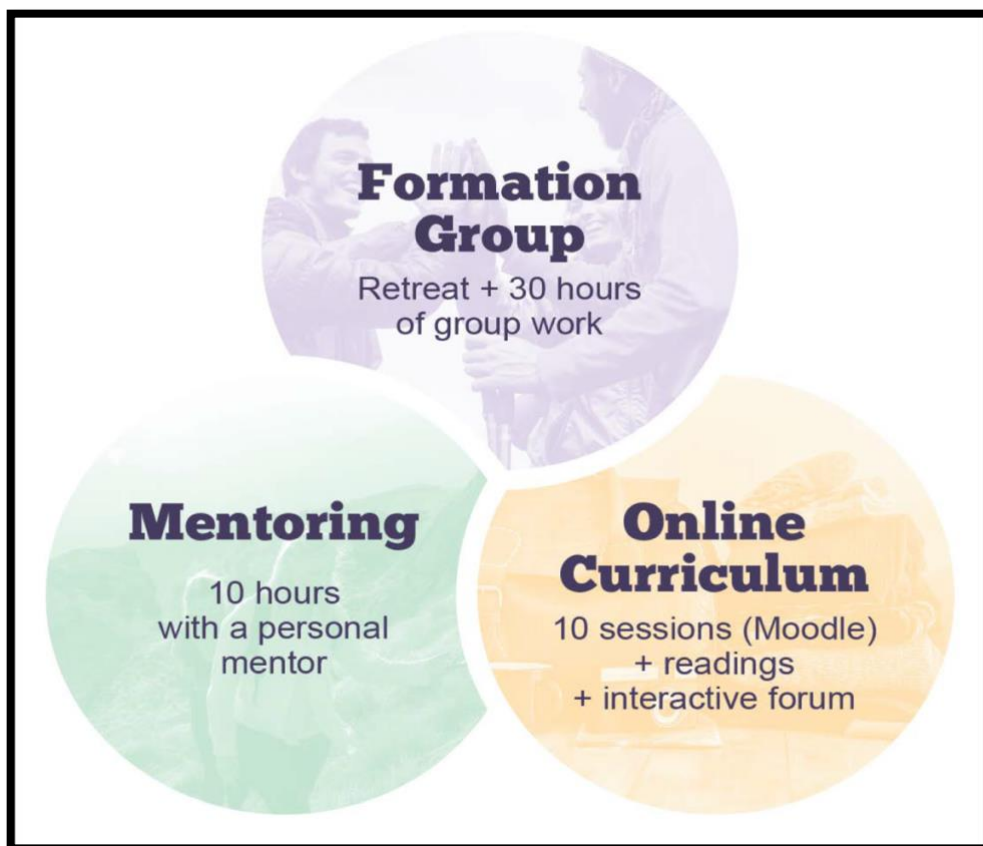 Formation
Group
Retreat + 30 hours
of group work
Mentoring
10 hours
with a personal
mentor
Online
Curriculum
10 sessions (Moodle)
+ readings
+ interactive forum